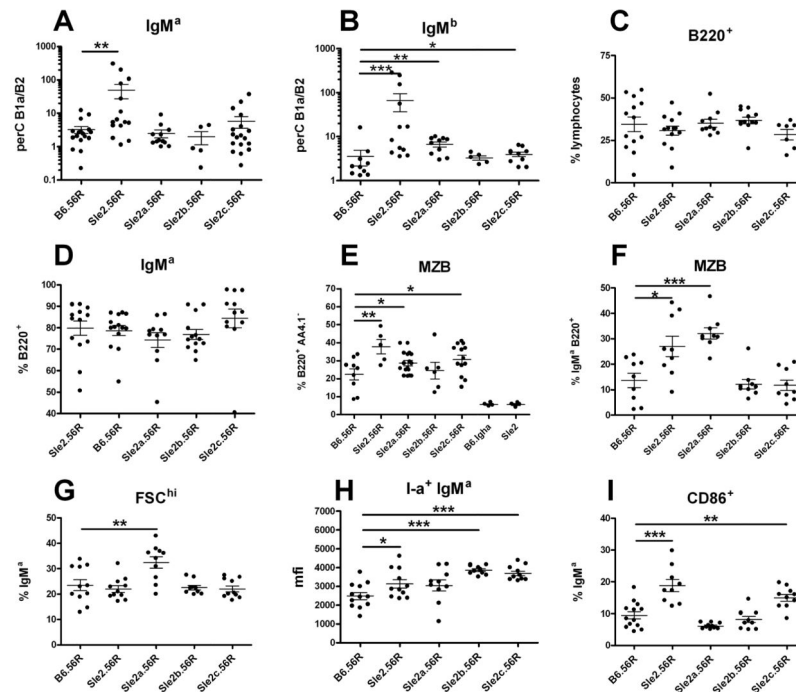 A
IgMᵃ
**
perC B1a/B2
1000
100
10
1
0.1
B6.56R
Sle2.56R
Sle2a.56R
Sle2b.56R
Sle2c.56R
B
IgMᵇ
*
**
***
perC B1a/B2
1000
100
10
1
B6.56R
Sle2.56R
Sle2a.56R
Sle2b.56R
Sle2c.56R
C
B220⁺
% lymphocytes
100
75
50
25
0
B6.56R
Sle2.56R
Sle2a.56R
Sle2b.56R
Sle2c.56R
D
IgMᵃ
% B220⁺
100
90
80
70
60
50
40
Sle2.56R
B6.56R
Sle2a.56R
Sle2b.56R
Sle2c.56R
E
MZB
*
*
**
% B220⁺ AA4.1⁻
70
60
50
40
30
20
10
0
B6.56R
Sle2.56R
Sle2a.56R
Sle2b.56R
Sle2c.56R
B6.Igha
Sle2
F
MZB
***
*
% IgMᵃ B220⁺
50
40
30
20
10
0
B6.56R
Sle2.56R
Sle2a.56R
Sle2b.56R
Sle2c.56R
G
FSCʰⁱ
**
% IgMᵃ
50
40
30
20
10
0
B6.56R
Sle2.56R
Sle2a.56R
Sle2b.56R
Sle2c.56R
H
I-a⁺ IgMᵃ
***
***
*
mfi
7000
6000
5000
4000
3000
2000
1000
0
B6.56R
Sle2.56R
Sle2a.56R
Sle2b.56R
Sle2c.56R
I
CD86⁺
**
***
% IgMᵃ
40
30
20
10
0
B6.56R
Sle2.56R
Sle2a.56R
Sle2b.56R
Sle2c.56R